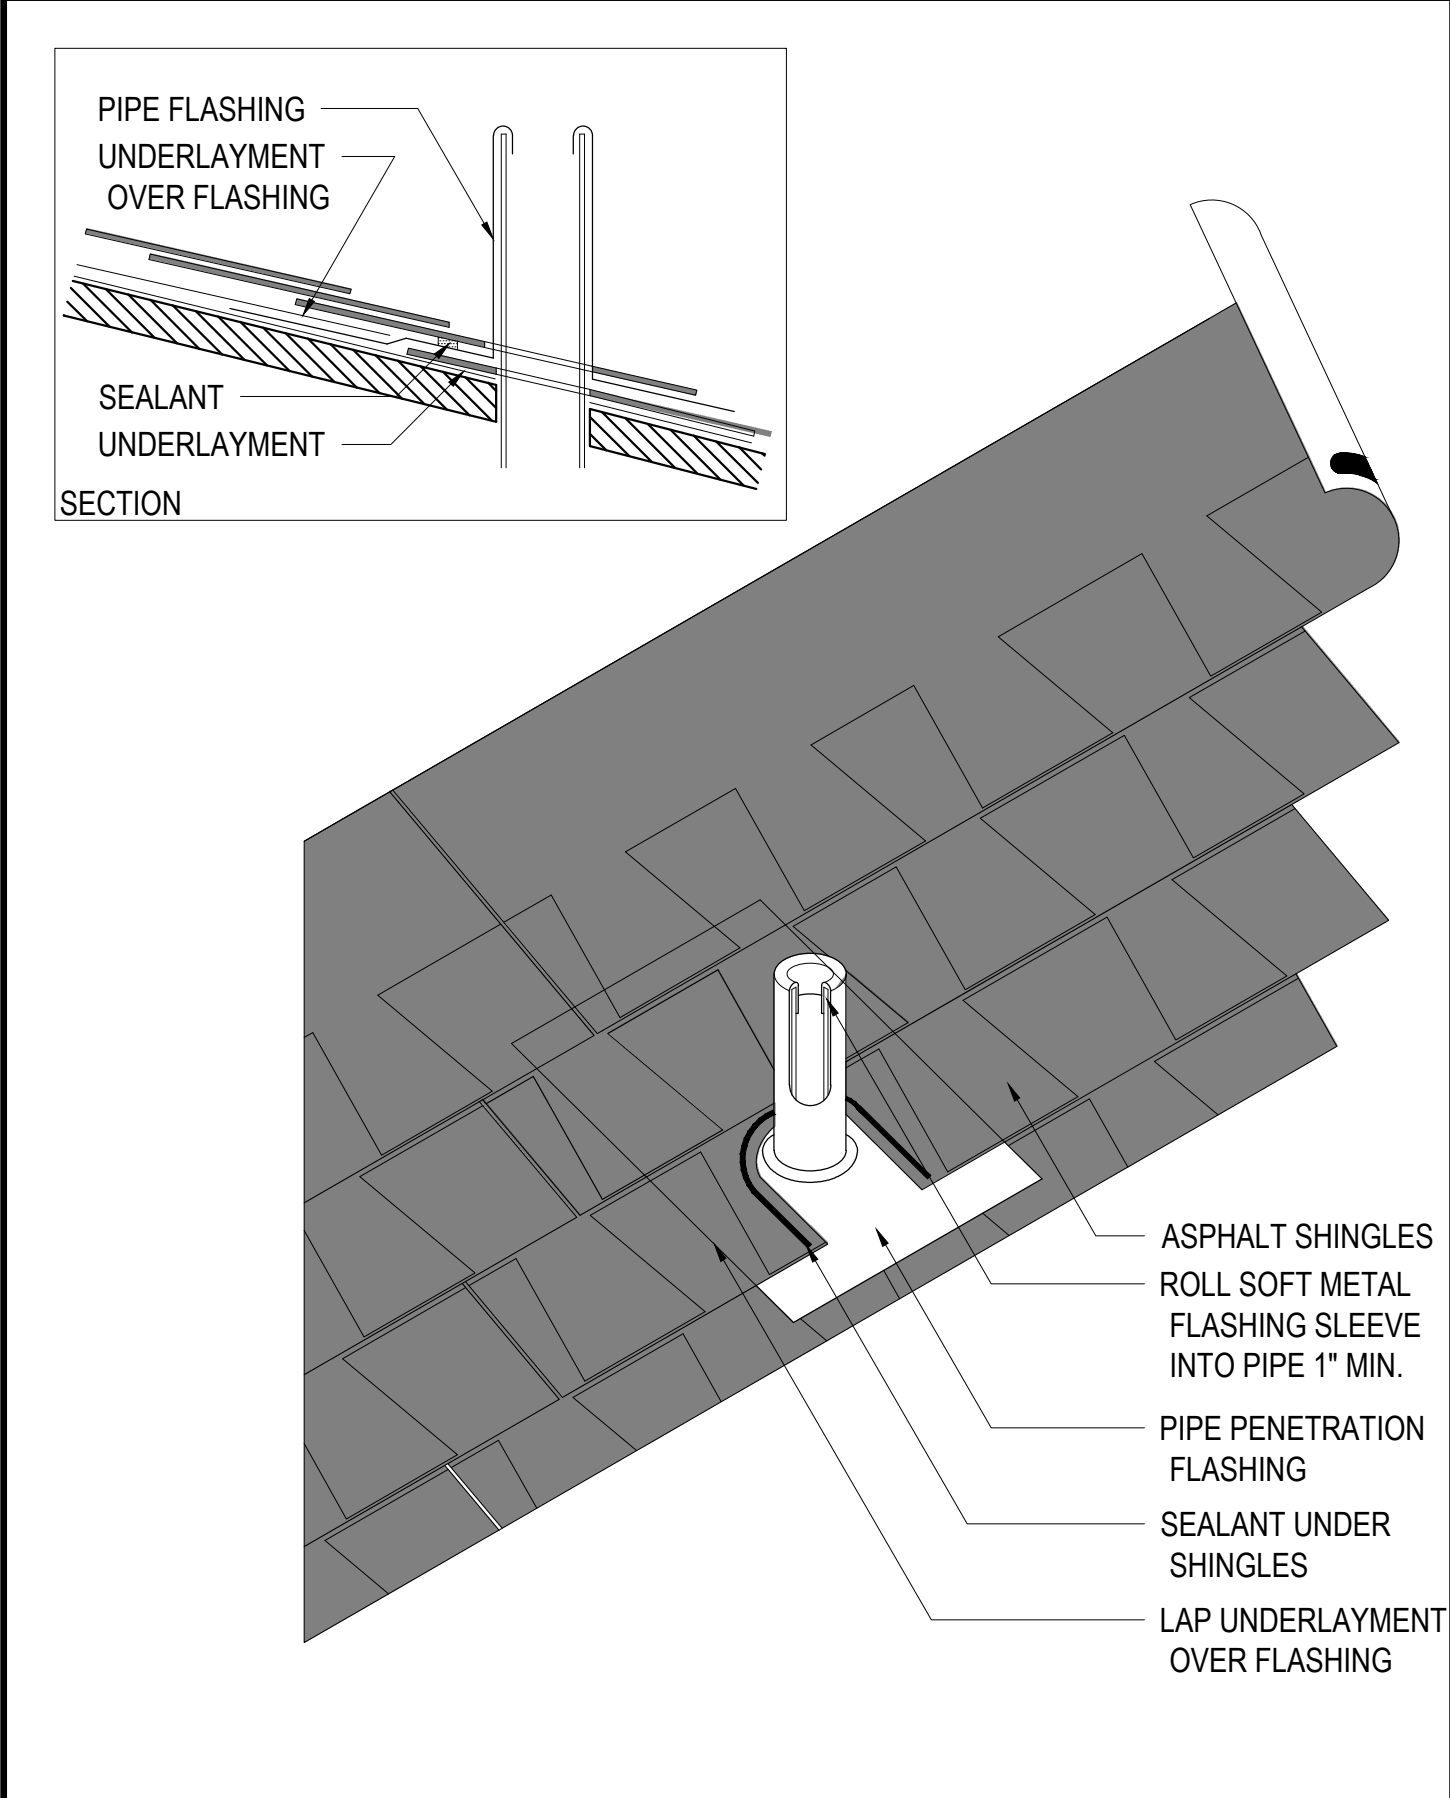 PIPE FLASHING
UNDERLAYMENT
OVER FLASHING
SEALANT
UNDERLAYMENT
SECTION
ASPHALT SHINGLES
ROLL SOFT METAL
FLASHING SLEEVE
INTO PIPE 1" MIN.
PIPE PENETRATION
FLASHING
SEALANT UNDER
SHINGLES
LAP UNDERLAYMENT
OVER FLASHING